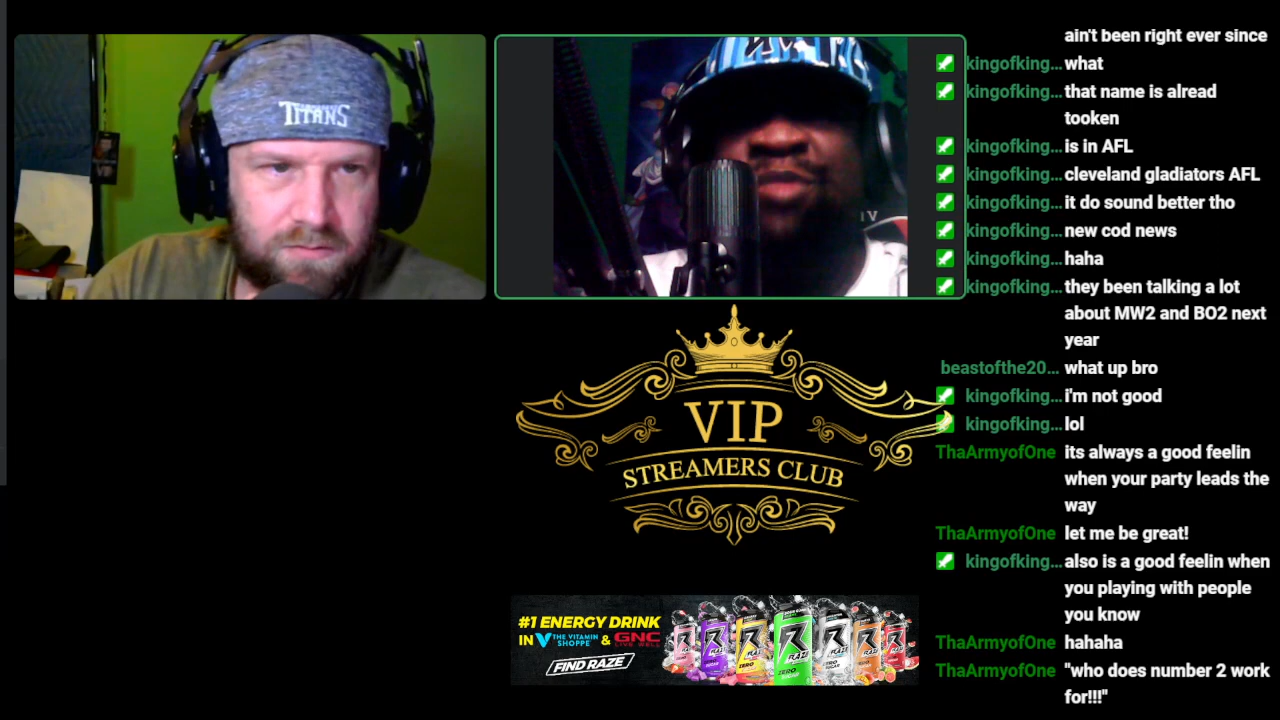 TITANS
ain't been right ever since
kingofking... what
kingofking... that name is alread
tooken
kingofking... is in AFL
kingofking... cleveland gladiators AFL
kingofking... it do sound better tho
kingofking... new cod news
kingofking... haha
kingofking... they been talking a lot
about MW2 and BO2 next
year
beastofthe20... what up bro
kingofking... i'm not good
kingofking... lol
ThaArmyofOne its always a good feelin
when your party leads the
way
ThaArmyofOne let me be great!
kingofking... also is a good feelin when
you playing with people
you know
ThaArmyofOne hahaha
ThaArmyofOne "who does number 2 work
for!!!"
VIP
STREAMERS CLUB
#1 ENERGY DRINK
IN V THE VITAMIN SHOPPE & GNC LIVE WELL
FIND RAZE